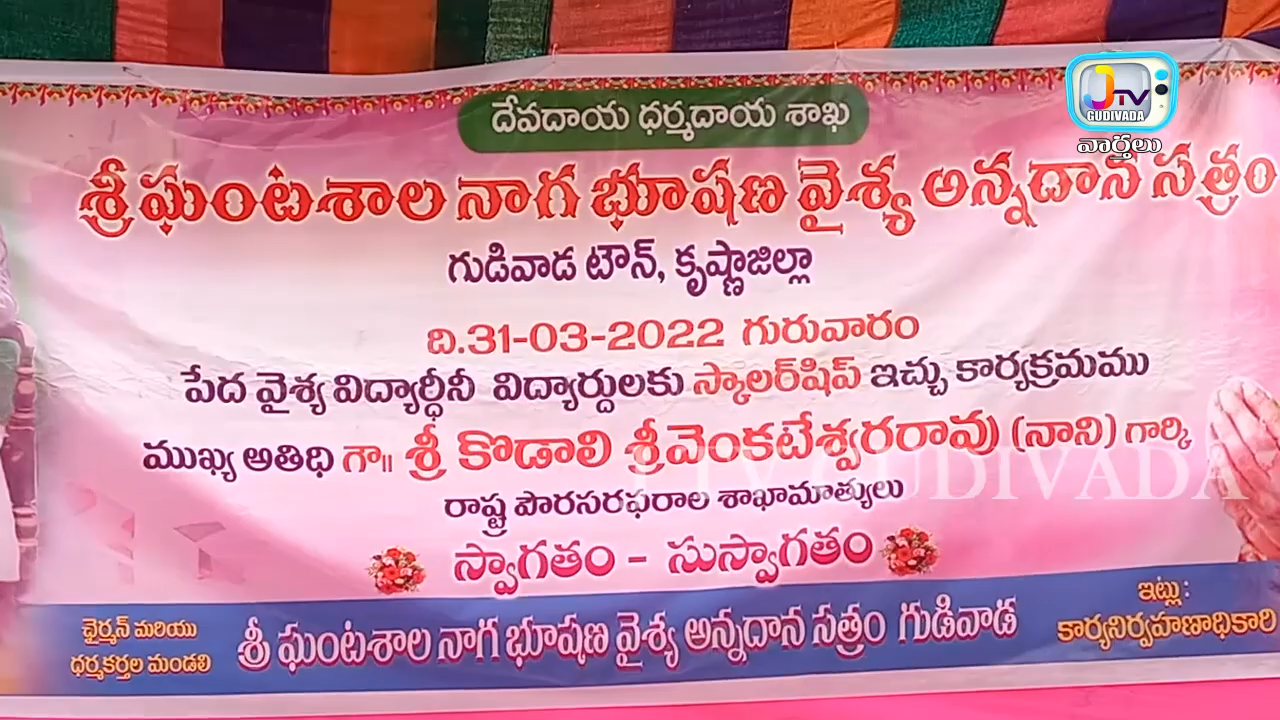 JTV
GUDIVADA
వార్తలు
దేవదాయ ధర్మదాయ శాఖ
శ్రీ ఘంటశాల నాగ భూషణ వైశ్య అన్నదాన సత్రం
గుడివాడ టౌన్, కృష్ణాజిల్లా
ది.31-03-2022 గురువారం
పేద వైశ్య విద్యార్ధినీ విద్యార్దులకు స్కాలర్‌షిప్ ఇచ్చు కార్యక్రమము
ముఖ్య అతిధి గౌ|| శ్రీ కొడాలి శ్రీవెంకటేశ్వరరావు (నాని) గార్కి
JTV GUDIVADA
రాష్ట్ర పౌరసరఫరాల శాఖామాత్యులు
స్వాగతం - సుస్వాగతం
ఛైర్మన్ మరియు
ధర్మకర్తల మండలి
శ్రీ ఘంటశాల నాగ భూషణ వైశ్య అన్నదాన సత్రం గుడివాడ
ఇట్లు :
కార్యనిర్వహణాధికారి